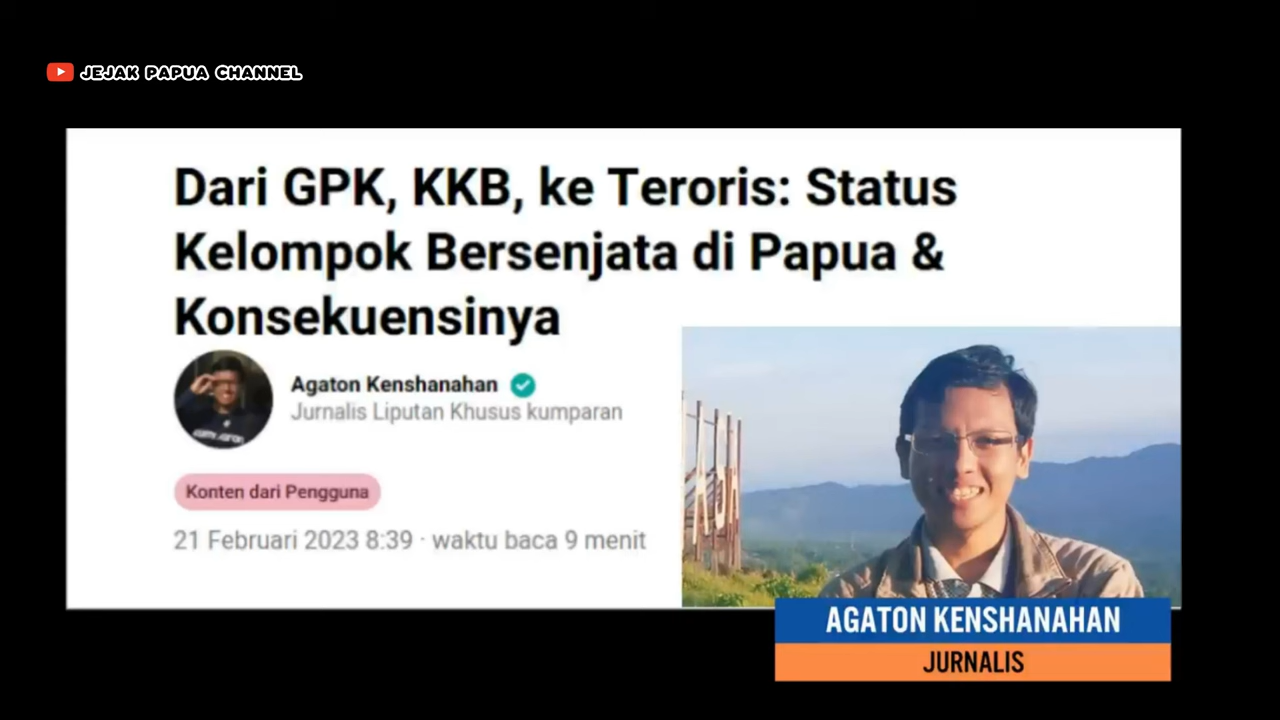 JEJAK PAPUA CHANNEL
Dari GPK, KKB, ke Teroris: Status
Kelompok Bersenjata di Papua &
Konsekuensinya
Agaton Kenshanahan
Jurnalis Liputan Khusus kumparan
Konten dari Pengguna
21 Februari 2023 8:39 · waktu baca 9 menit
AGATON KENSHANAHAN
JURNALIS